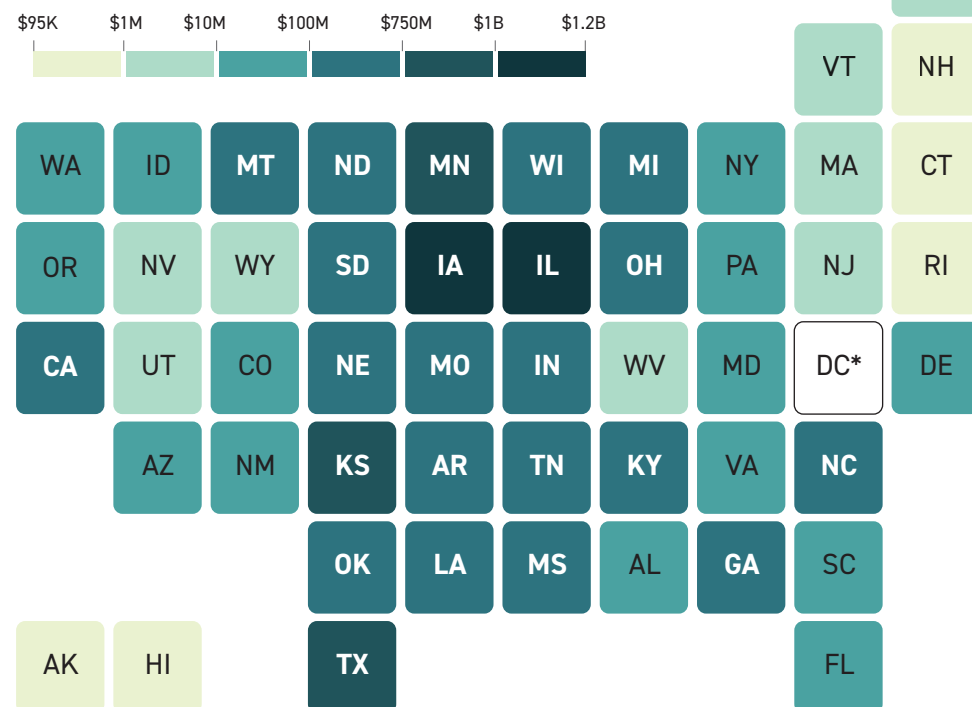 $95K $1M $10M $100M $750M $1B $1.2B
VT NH
WA ID MT ND MN WI MI NY MA CT
OR NV WY SD IA IL OH PA NJ RI
CA UT CO NE MO IN WV MD DC* DE
AZ NM KS AR TN KY VA NC
OK LA MS AL GA SC
AK HI TX FL